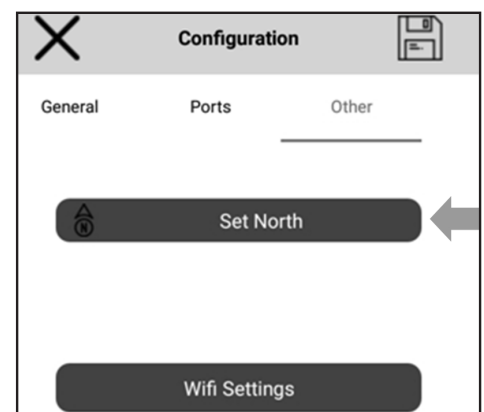 Configuration
General Ports Other
N Set North
Wifi Settings